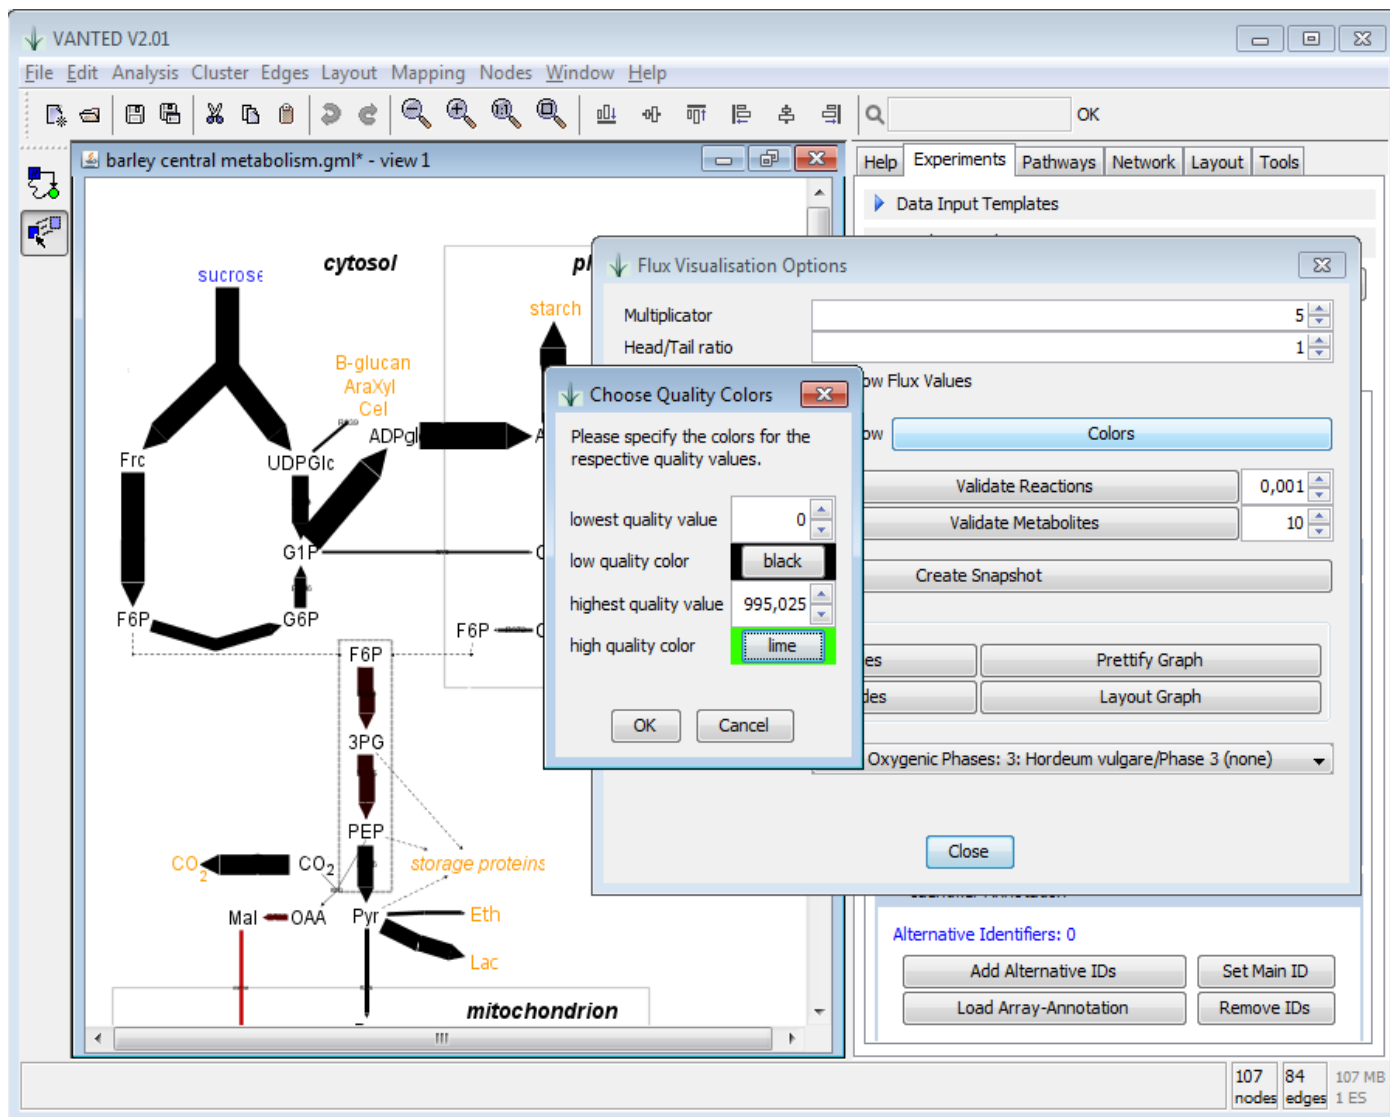 VANTED V2.01
File Edit Analysis Cluster Edges Layout Mapping Nodes Window Help
OK
barley central metabolism.gml* - view 1
Help Experiments Pathways Network Layout Tools
Data Input Templates
cytosol
sucrose
starch
B-glucan
AraXyl
Cel
ADPgl
Frc
UDPGlc
G1P
F6P
G6P
F6P
F6P
3PG
PEP
CO2
CO2
storage proteins
Mal
OAA
Pyr
Eth
Lac
mitochondrion
Flux Visualisation Options
Multiplicator 5
Head/Tail ratio 1
Flux Values
Colors
Validate Reactions 0,001
Validate Metabolites 10
Create Snapshot
Prettify Graph
Layout Graph
Oxygenic Phases: 3: Hordeum vulgare/Phase 3 (none)
Close
Choose Quality Colors
Please specify the colors for the
respective quality values.
lowest quality value 0
low quality color black
highest quality value 995,025
high quality color lime
OK Cancel
Alternative Identifiers: 0
Add Alternative IDs Set Main ID
Load Array-Annotation Remove IDs
107 nodes
84 edges
107 MB
1 ES